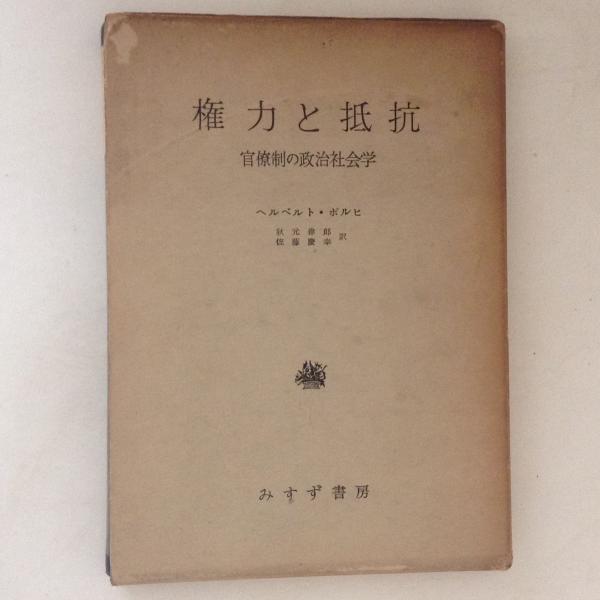 権力と抵抗
官僚制の政治社会学
ヘルベルト・ボルヒ
秋元律郎
佐藤慶幸 訳
みすず書房